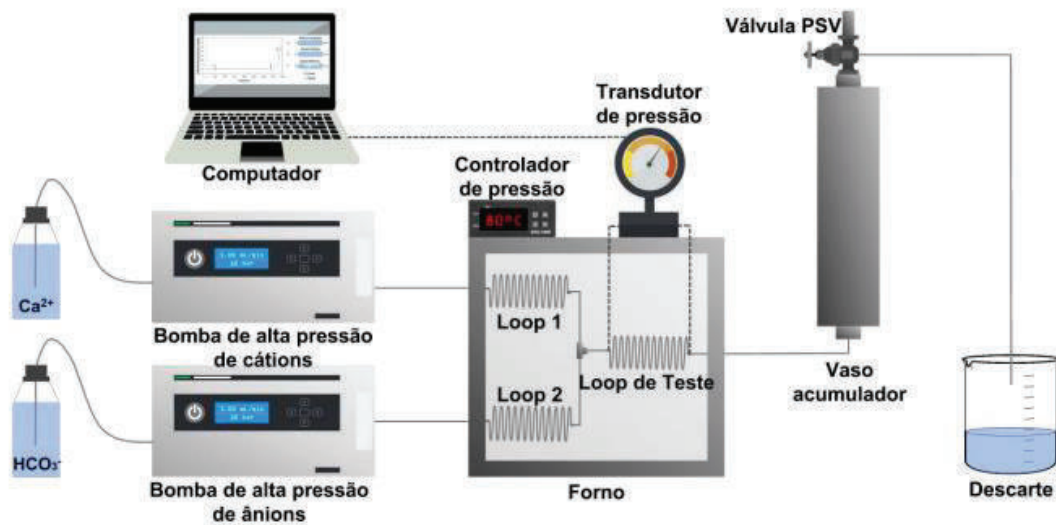 Válvula PSV
Transdutor
de pressão
Computador
Controlador
de pressão
80°C
Ca²⁺
Bomba de alta pressão
de cátions
Loop 1
Loop de Teste
Loop 2
Vaso
acumulador
HCO₃⁻
Bomba de alta pressão
de ânions
Forno
Descarte